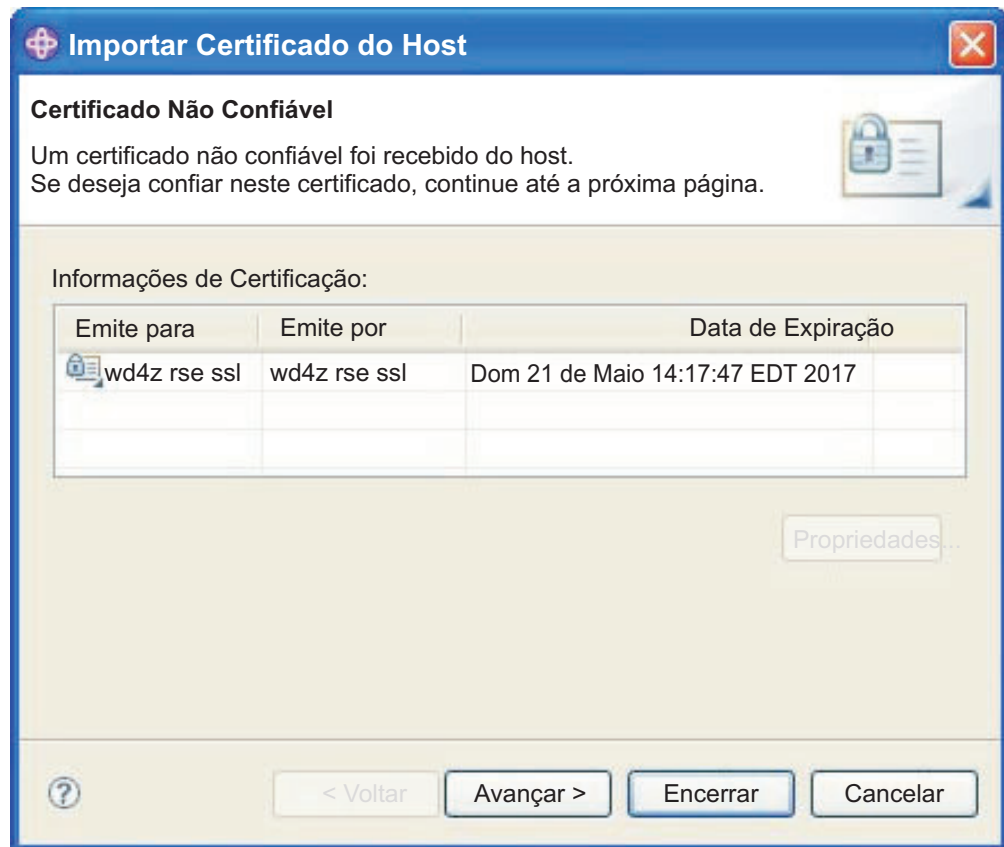 Importar Certificado do Host
Certificado Não Confiável
Um certificado não confiável foi recebido do host.
Se deseja confiar neste certificado, continue até a próxima página.
Informações de Certificação:
Emite para Emite por Data de Expiração
wd4z rse ssl wd4z rse ssl Dom 21 de Maio 14:17:47 EDT 2017
Propriedades...
< Voltar Avançar > Encerrar Cancelar